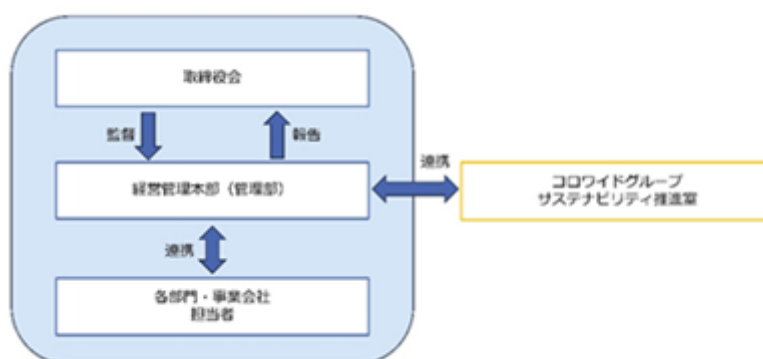 取締役会
監督
報告
連携
経営管理本部（管理部）
コロワイドグループ
サステナビリティ推進室
連携
各部門・事業会社
担当者